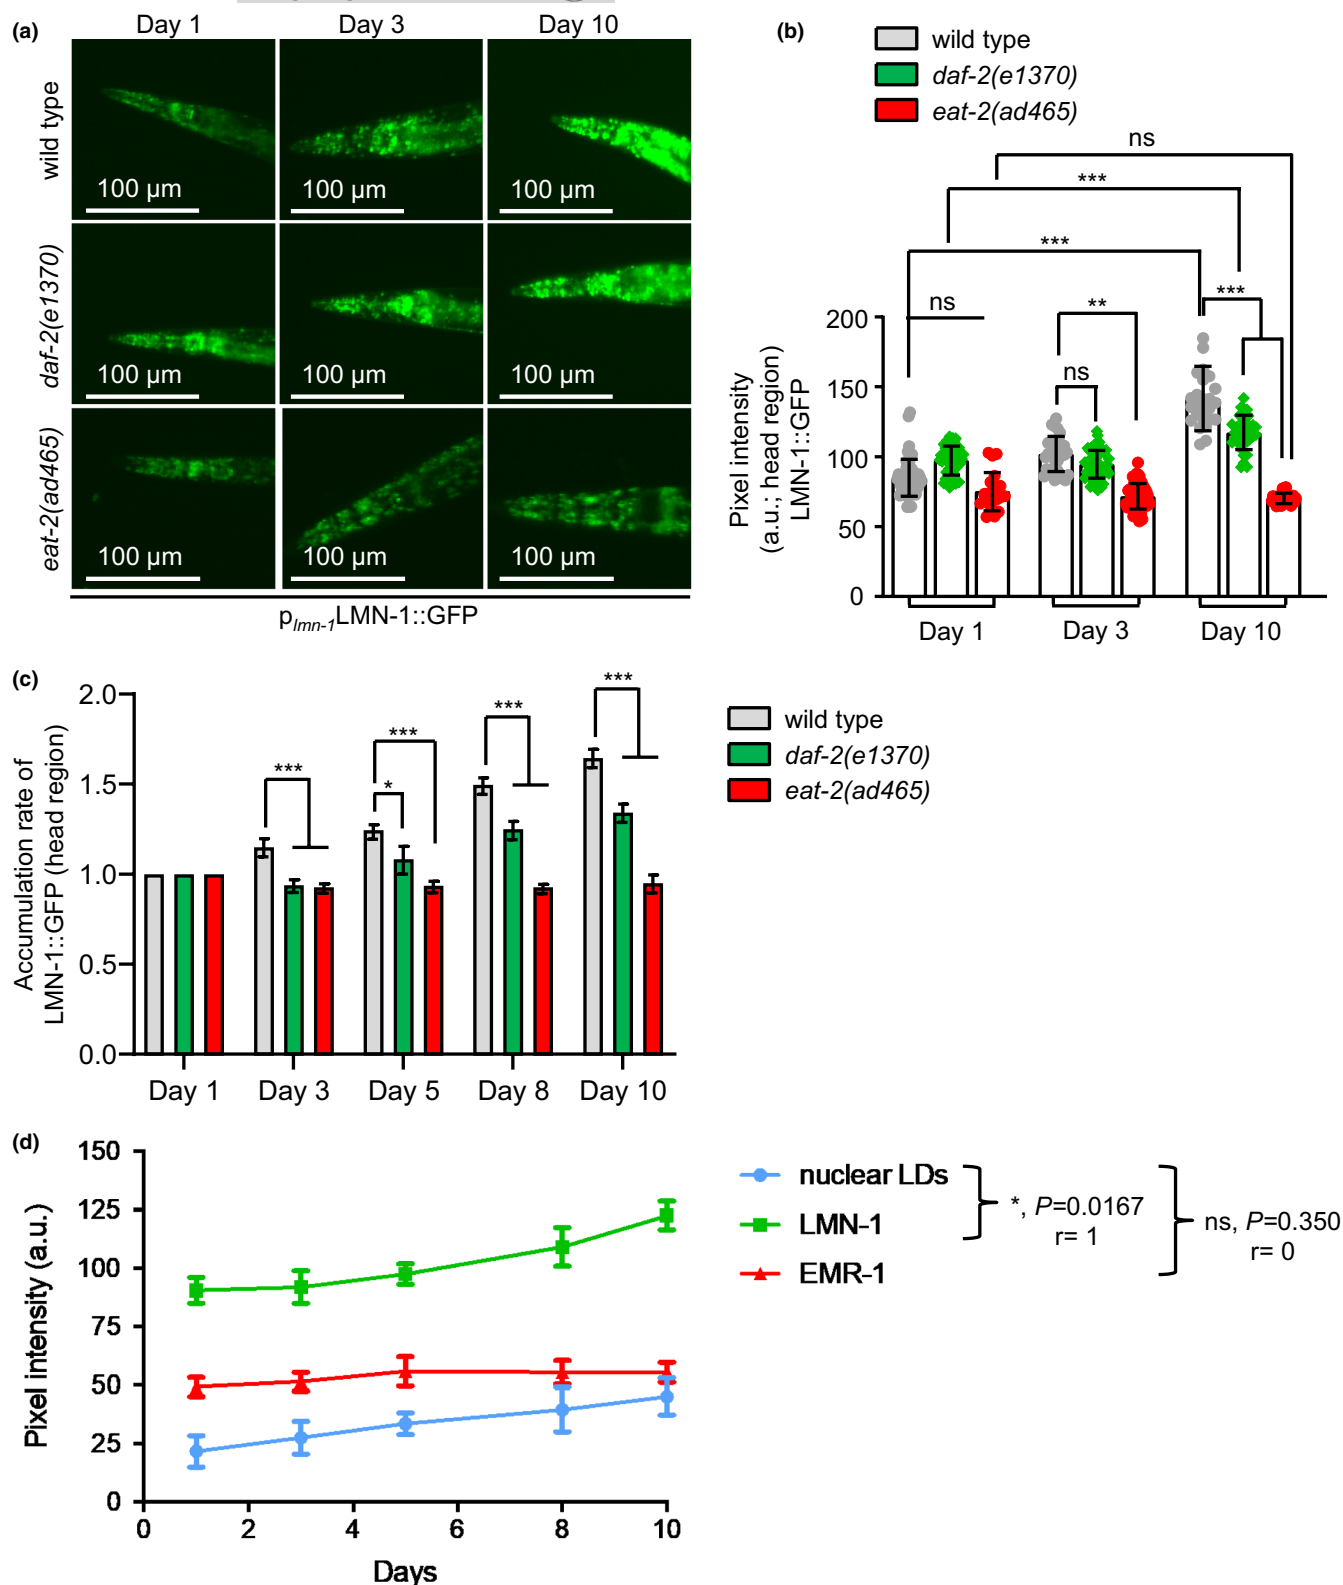 (a)
Day 1 Day 3 Day 10
wild type
100 µm 100 µm 100 µm
daf-2(e1370)
100 µm 100 µm 100 µm
eat-2(ad465)
100 µm 100 µm 100 µm
plmn-1LMN-1::GFP
(b)
wild type
daf-2(e1370)
eat-2(ad465)
ns
***
***
ns
**
ns
***
Pixel intensity
(a.u.; head region)
LMN-1::GFP
200
150
100
50
0
Day 1 Day 3 Day 10
(c)
Accumulation rate of
LMN-1::GFP (head region)
2.0
1.5
1.0
0.5
0.0
***
***
*
***
***
Day 1 Day 3 Day 5 Day 8 Day 10
wild type
daf-2(e1370)
eat-2(ad465)
(d)
Pixel intensity (a.u.)
150
125
100
75
50
25
0
0 2 4 6 8 10
Days
nuclear LDs
LMN-1
EMR-1
*, P=0.0167
r= 1
ns, P=0.350
r= 0